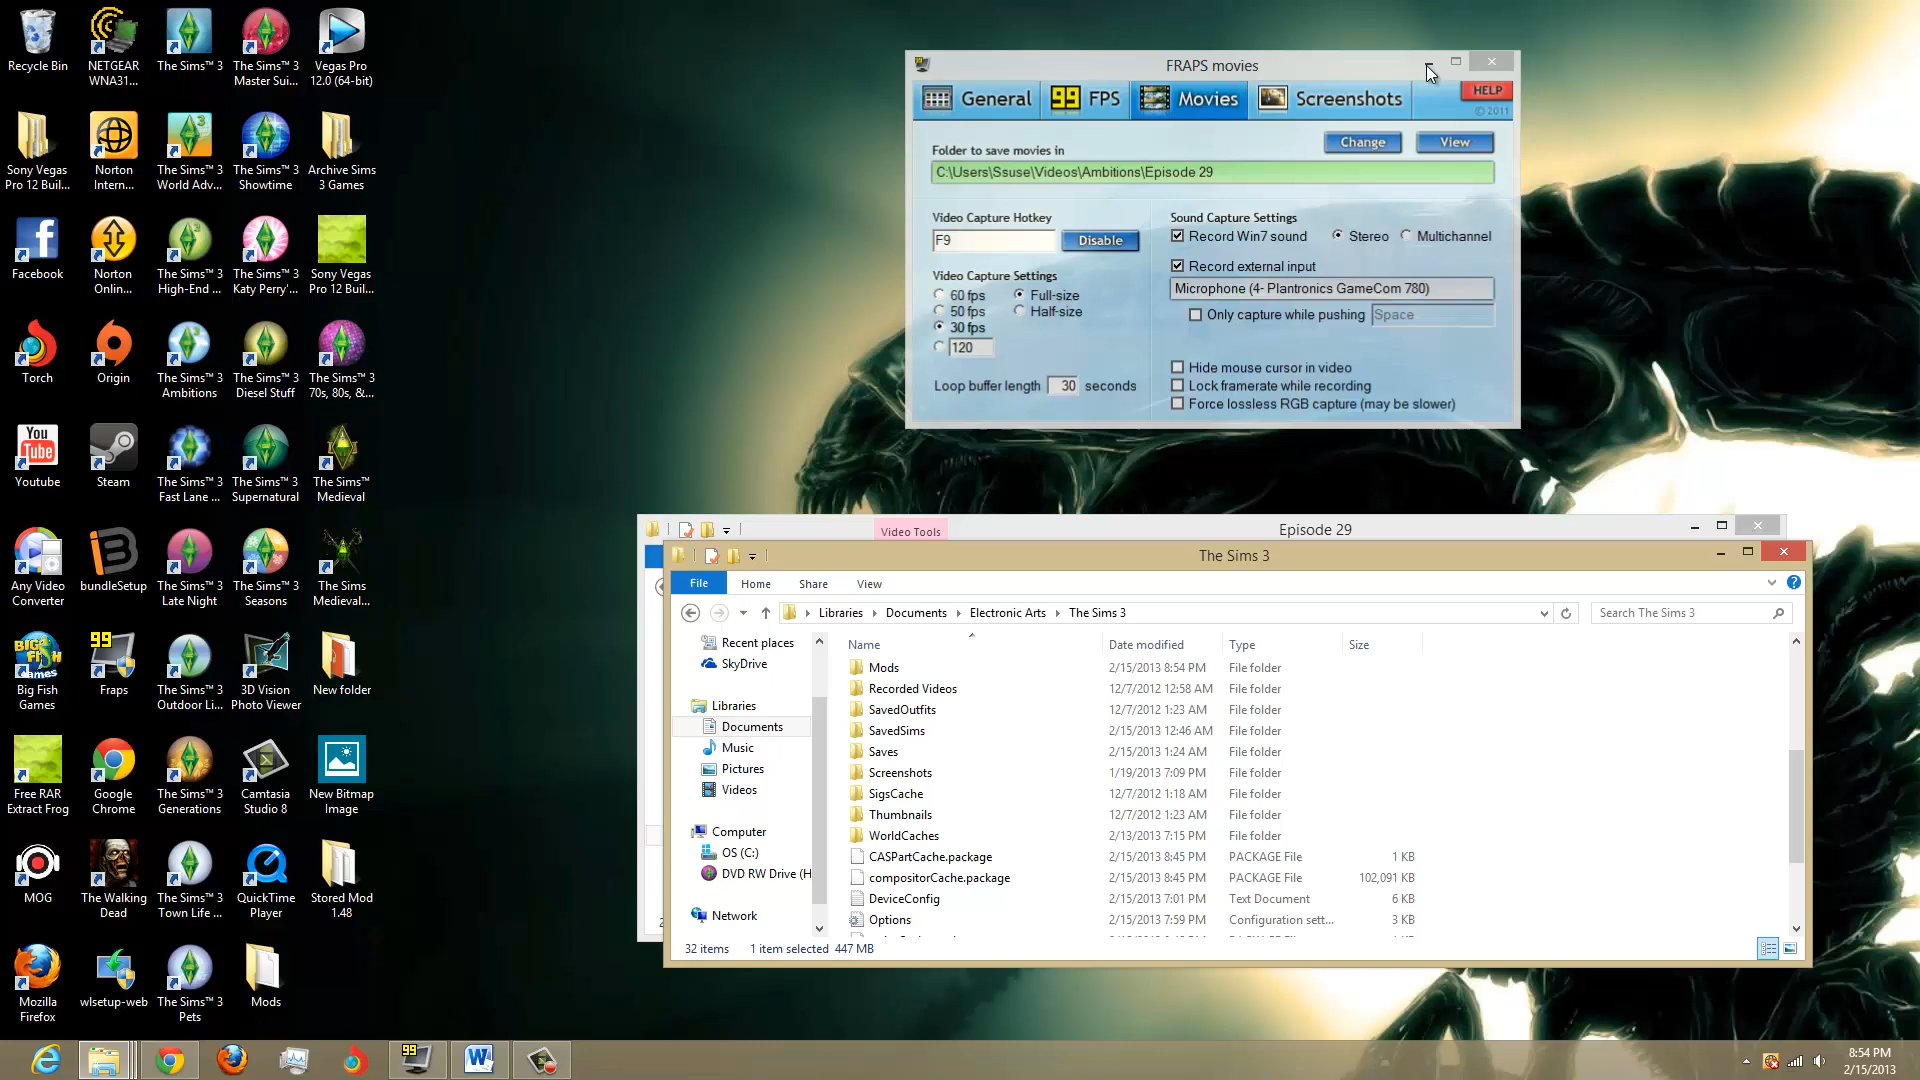 Recycle Bin
NETGEAR
WNA31...
The Sims™ 3
The Sims™ 3
Master Sui...
Vegas Pro
12.0 (64-bit)
Sony Vegas
Pro 12 Buil...
Norton
Intern...
The Sims™ 3
World Adv...
The Sims™ 3
Showtime
Archive Sims
3 Games
Facebook
Norton
Online...
The Sims™ 3
High-End ...
The Sims™ 3
Katy Perry'...
Sony Vegas
Pro 12 Buil...
Torch
Origin
The Sims™ 3
Ambitions
The Sims™ 3
Diesel Stuff
The Sims™ 3
70s, 80s, &...
You
Tube
Youtube
Steam
The Sims™ 3
Fast Lane ...
The Sims™ 3
Supernatural
The Sims™
Medieval
Any Video
Converter
bundleSetup
The Sims™ 3
Late Night
The Sims™ 3
Seasons
The Sims
Medieval...
BIG FISH GAMES
Big Fish
Games
99
Fraps
The Sims™ 3
Outdoor Li...
3D Vision
Photo Viewer
New folder
Free RAR
Extract Frog
Google
Chrome
The Sims™ 3
Generations
Camtasia
Studio 8
New Bitmap
Image
MOG
The Walking
Dead
The Sims™ 3
Town Life ...
QuickTime
Player
Stored Mod
1.48
Mozilla
Firefox
wlsetup-web
The Sims™ 3
Pets
Mods
FRAPS movies
General
99 FPS
Movies
Screenshots
HELP
© 2011
Folder to save movies in
Change
View
C:\Users\Ssuse\Videos\Ambitions\Episode 29
Video Capture Hotkey
F9
Disable
Video Capture Settings
60 fps
Full-size
50 fps
Half-size
30 fps
120
Loop buffer length 30 seconds
Sound Capture Settings
Record Win7 sound
Stereo
Multichannel
Record external input
Microphone (4- Plantronics GameCom 780)
Only capture while pushing Space
Hide mouse cursor in video
Lock framerate while recording
Force lossless RGB capture (may be slower)
Video Tools
Episode 29
The Sims 3
File Home Share View
Libraries Documents Electronic Arts The Sims 3
Search The Sims 3
Recent places
SkyDrive
Libraries
Documents
Music
Pictures
Videos
Computer
OS (C:)
DVD RW Drive (H
Network
Name Date modified Type Size
Mods 2/15/2013 8:54 PM File folder
Recorded Videos 12/7/2012 12:58 AM File folder
SavedOutfits 12/7/2012 1:23 AM File folder
SavedSims 2/15/2013 12:46 AM File folder
Saves 2/15/2013 1:24 AM File folder
Screenshots 1/19/2013 7:09 PM File folder
SigsCache 12/7/2012 1:18 AM File folder
Thumbnails 12/7/2012 1:23 AM File folder
WorldCaches 2/13/2013 7:15 PM File folder
CASPartCache.package 2/15/2013 8:45 PM PACKAGE File 1 KB
compositorCache.package 2/15/2013 8:45 PM PACKAGE File 102,091 KB
DeviceConfig 2/15/2013 7:01 PM Text Document 6 KB
Options 2/15/2013 7:59 PM Configuration sett... 3 KB
32 items 1 item selected 447 MB
99
8:54 PM
2/15/2013